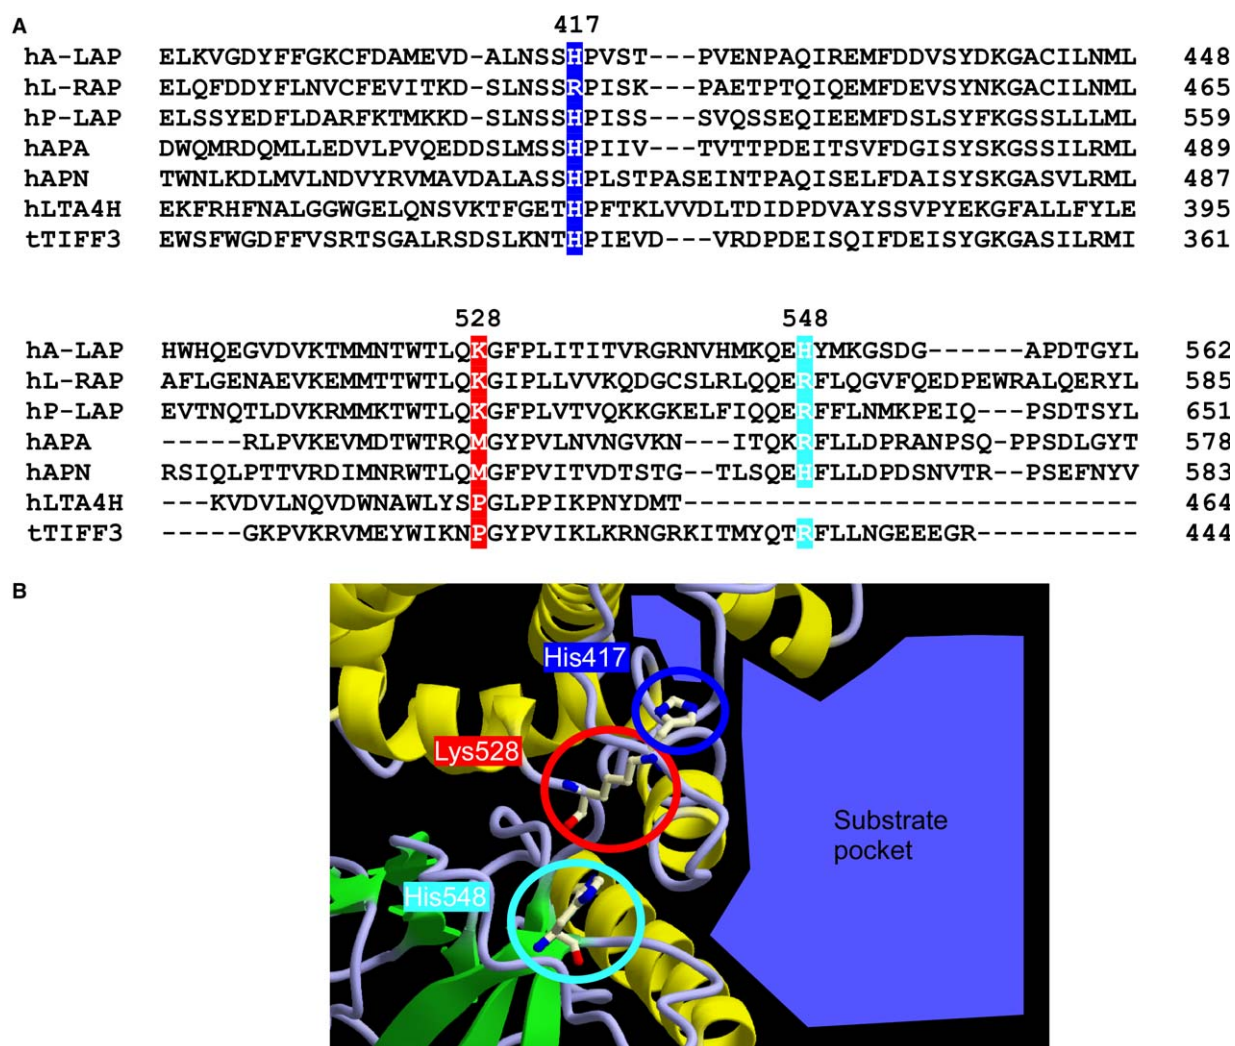 A
417
hA-LAP ELKVGDYFFGKCFDAMEVD-ALNSSHPVST---PVENPAQIREMFDDVSYDKGACILNML 448
hL-RAP ELQFDDYFLNVCFEVITKD-SLNSSRPISK---PAETPTQIQEMFDEVSYNKGACILNML 465
hP-LAP ELSSYEDFLDARFKTMKKD-SLNSSHPISS---SVQSSEQIEEMFDSLSYFKGSSLLLML 559
hAPA DWQMRDQMLLEDVLPVQEDDSLMSSHPIIV---TVTTPDEITSVFDGISYSKGSSILRML 489
hAPN TWNLKDLMVLNDVYRVMAVDALASSHPLSTPASEINTPAQISELFDAISYSKGASVLRML 487
hLTA4H EKFRHFNALGGWGELQNSVKTFGETHPFTKLVVDLTDIDPDVAYSSVPYEKGFALLFYLE 395
tTIFF3 EWSFWGDFFVSRTSGALRSDSLKNTHPIEVD---VRDPDEISQIFDEISYGKGASILRMI 361
528 548
hA-LAP HWHQEGVDVKTMMNTWTLQKGFPLITITVRGRNVHMKQEHYMKGSDG------APDTGYL 562
hL-RAP AFLGENAEVKEMMTTWTLQKGIPLLVVKQDGCSLRLQQERFLQGVFQEDPEWRALQERYL 585
hP-LAP EVTNQTLDVKRMMKTWTLQKGFPLVTVQKKGKELFIQQERFFLNMKPEIQ---PSDTSYL 651
hAPA -----RLPVKEVMDTWTRQMGYPVLNVNGVKN---ITQKRFLLDPRANPSQ-PPSDLGYT 578
hAPN RSIQLPTTVRDIMNRWTLQMGFPVITVDTSTG--TLSQEHFLLDPDSNVTR--PSEFNYV 583
hLTA4H ---KVDVLNQVDWNAWLYSPGLPPIKPNYDMT---------------------------- 464
tTIFF3 -----GKPVKRVMEYWIKNPGYPVIKLKRNGRKITMYQTRFLLNGEEEGR---------- 444
B
His417
Lys528
His548
Substrate
pocket